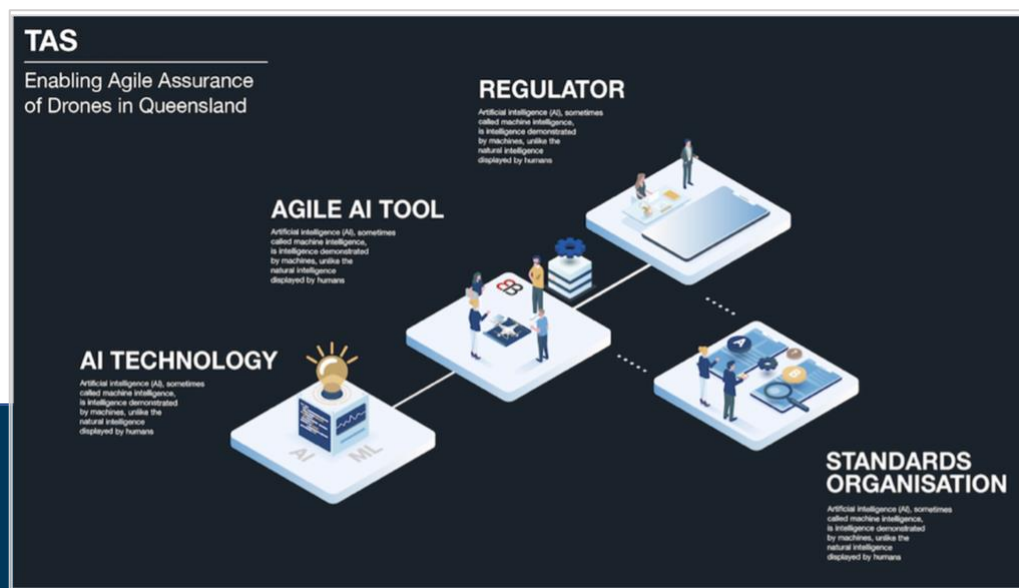 TAS
Enabling Agile Assurance
of Drones in Queensland
REGULATOR
Artificial intelligence (AI), sometimes
called machine intelligence,
is intelligence demonstrated
by machines, unlike the
natural intelligence
displayed by humans
AGILE AI TOOL
Artificial intelligence (AI), sometimes
called machine intelligence,
is intelligence demonstrated
by machines, unlike the
natural intelligence
displayed by humans
AI TECHNOLOGY
Artificial intelligence (AI), sometimes
called machine intelligence,
is intelligence demonstrated
by machines, unlike the
natural intelligence
displayed by humans
AI
ML
A
B
STANDARDS
ORGANISATION
Artificial intelligence (AI), sometimes
called machine intelligence,
is intelligence demonstrated
by machines, unlike the
natural intelligence
displayed by humans